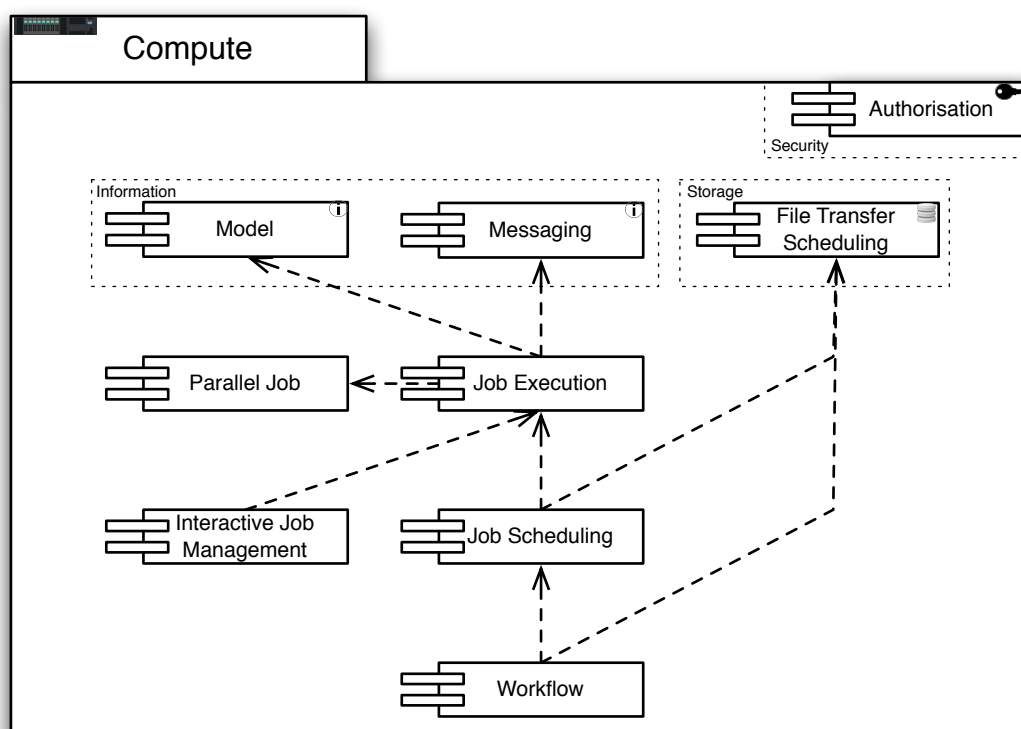 Compute
Authorisation
Security
Information
Storage
Model
Messaging
File Transfer
Scheduling
Parallel Job
Job Execution
Interactive Job
Management
Job Scheduling
Workflow